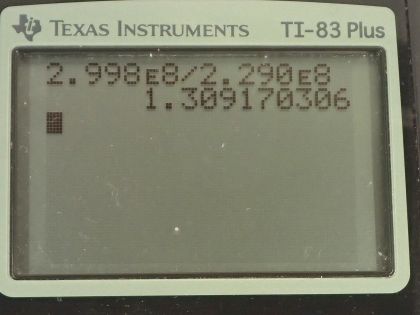 TEXAS INSTRUMENTS TI-83 Plus
2.998E8/2.290E8
1.309170306